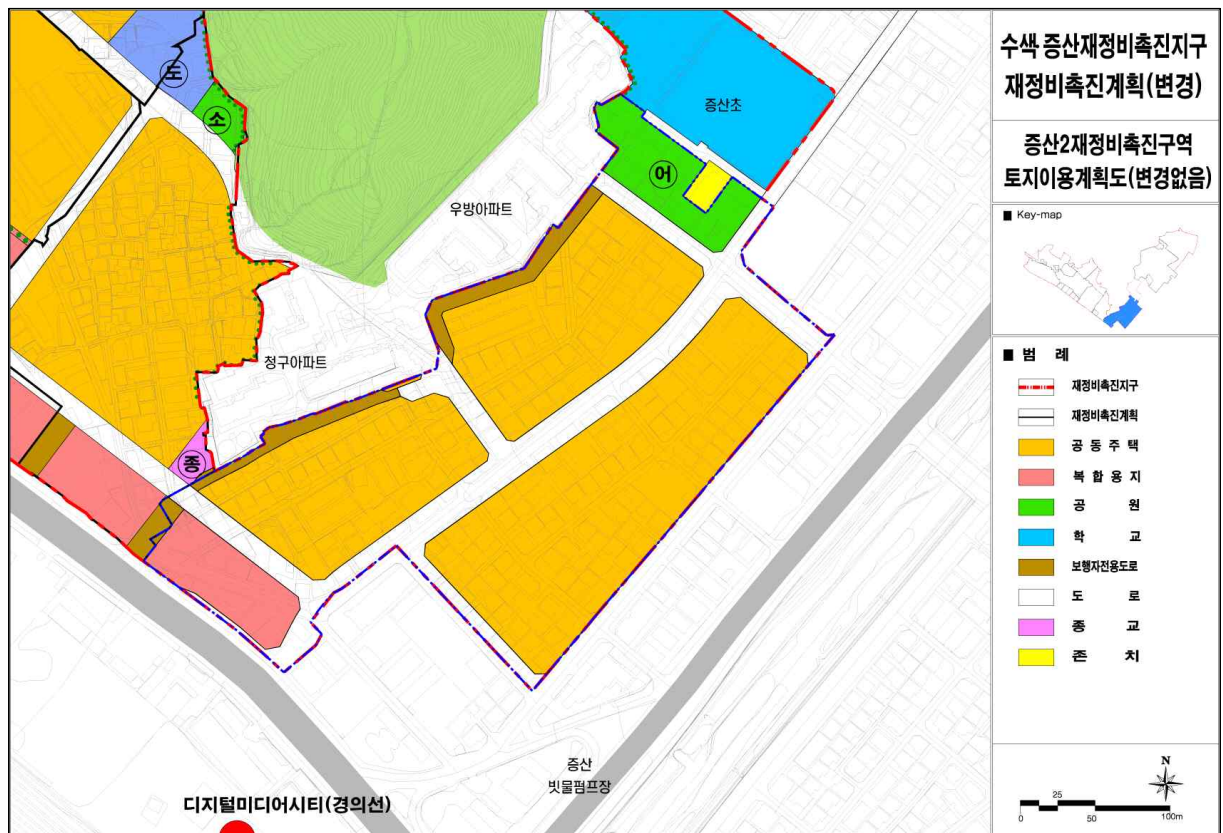 수색 증산재정비촉진지구
재정비촉진계획(변경)
증산2재정비촉진구역
토지이용계획도(변경없음)
■ Key-map
■ 범 례
재정비촉진지구
재정비촉진계획
공 동 주 택
복 합 용 지
공 원
학 교
보행자전용도로
도 로
종 교
존 치
N
25
0 50 100m
도
소
증산초
어
우방아파트
청구아파트
종
증산
빗물펌프장
디지털미디어시티(경의선)